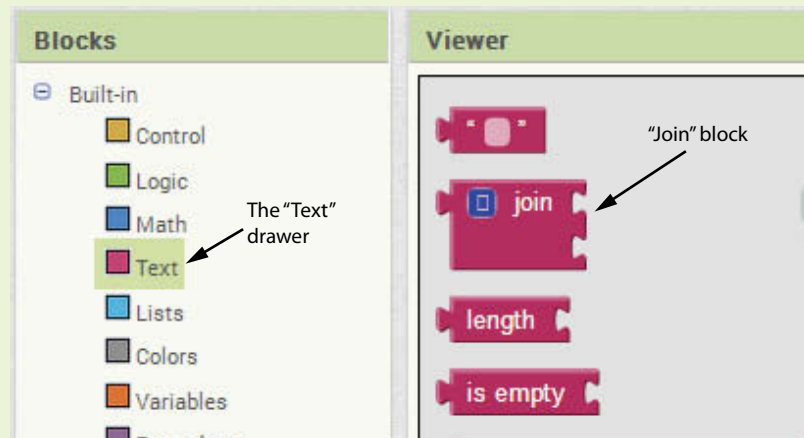 Blocks
Viewer
Built-in
Control
Logic
Math
Text
Lists
Colors
Variables
The “Text”
drawer
“ ”
join
“Join” block
length
is empty